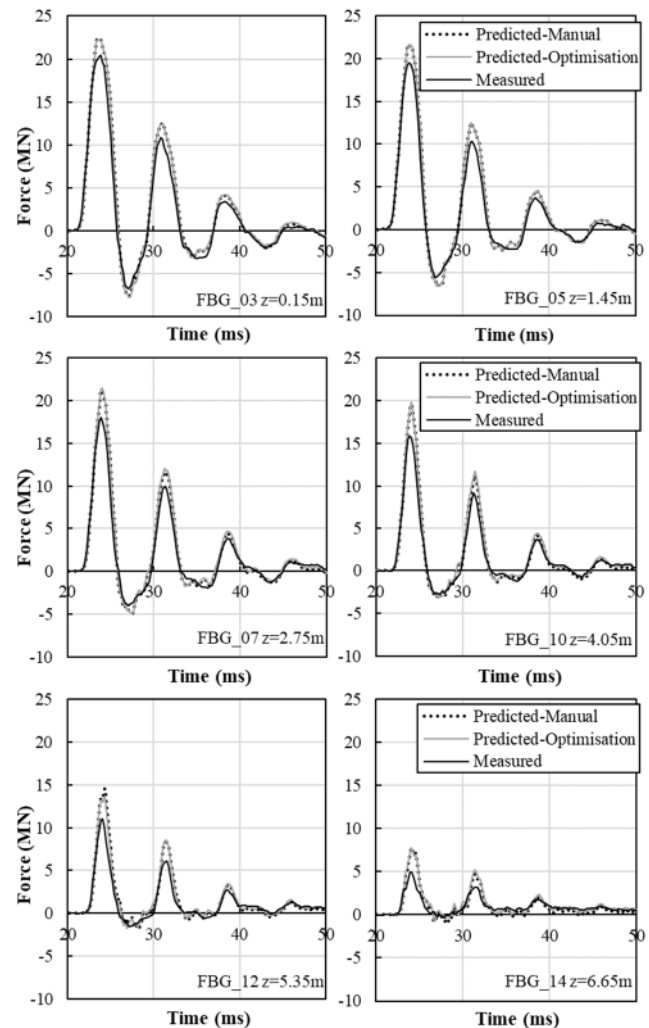 25
20
15
10
5
0
-5
-10
Force (MN)
20 30 40 50
Time (ms)
FBG_03 z=0.15m
Predicted-Manual
Predicted-Optimisation
Measured
25
20
15
10
5
0
-5
-10
20 30 40 50
Time (ms)
FBG_05 z=1.45m
25
20
15
10
5
0
-5
-10
Force (MN)
20 30 40 50
Time (ms)
FBG_07 z=2.75m
Predicted-Manual
Predicted-Optimisation
Measured
25
20
15
10
5
0
-5
-10
20 30 40 50
Time (ms)
FBG_10 z=4.05m
25
20
15
10
5
0
-5
-10
Force (MN)
20 30 40 50
Time (ms)
FBG_12 z=5.35m
Predicted-Manual
Predicted-Optimisation
Measured
25
20
15
10
5
0
-5
-10
20 30 40 50
Time (ms)
FBG_14 z=6.65m